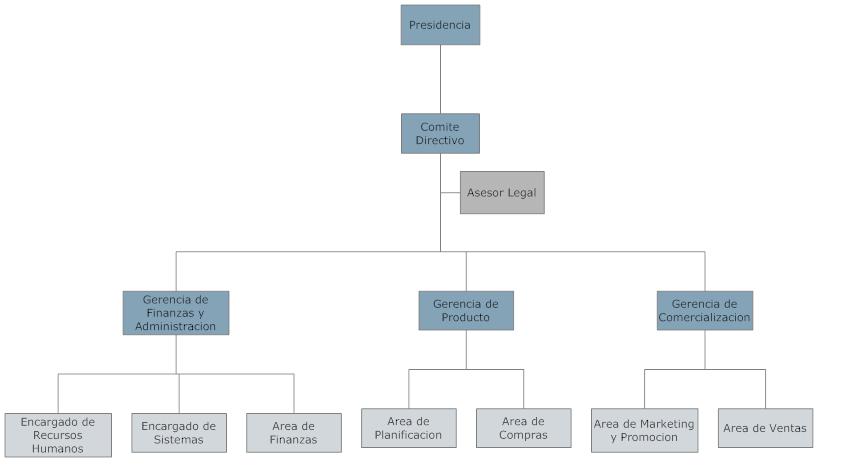 Presidencia
Comite
Directivo
Asesor Legal
Gerencia de
Finanzas y
Administracion
Gerencia de
Producto
Gerencia de
Comercializacion
Encargado de
Recursos
Humanos
Encargado de
Sistemas
Area de
Finanzas
Area de
Planificacion
Area de
Compras
Area de Marketing
y Promocion
Area de Ventas